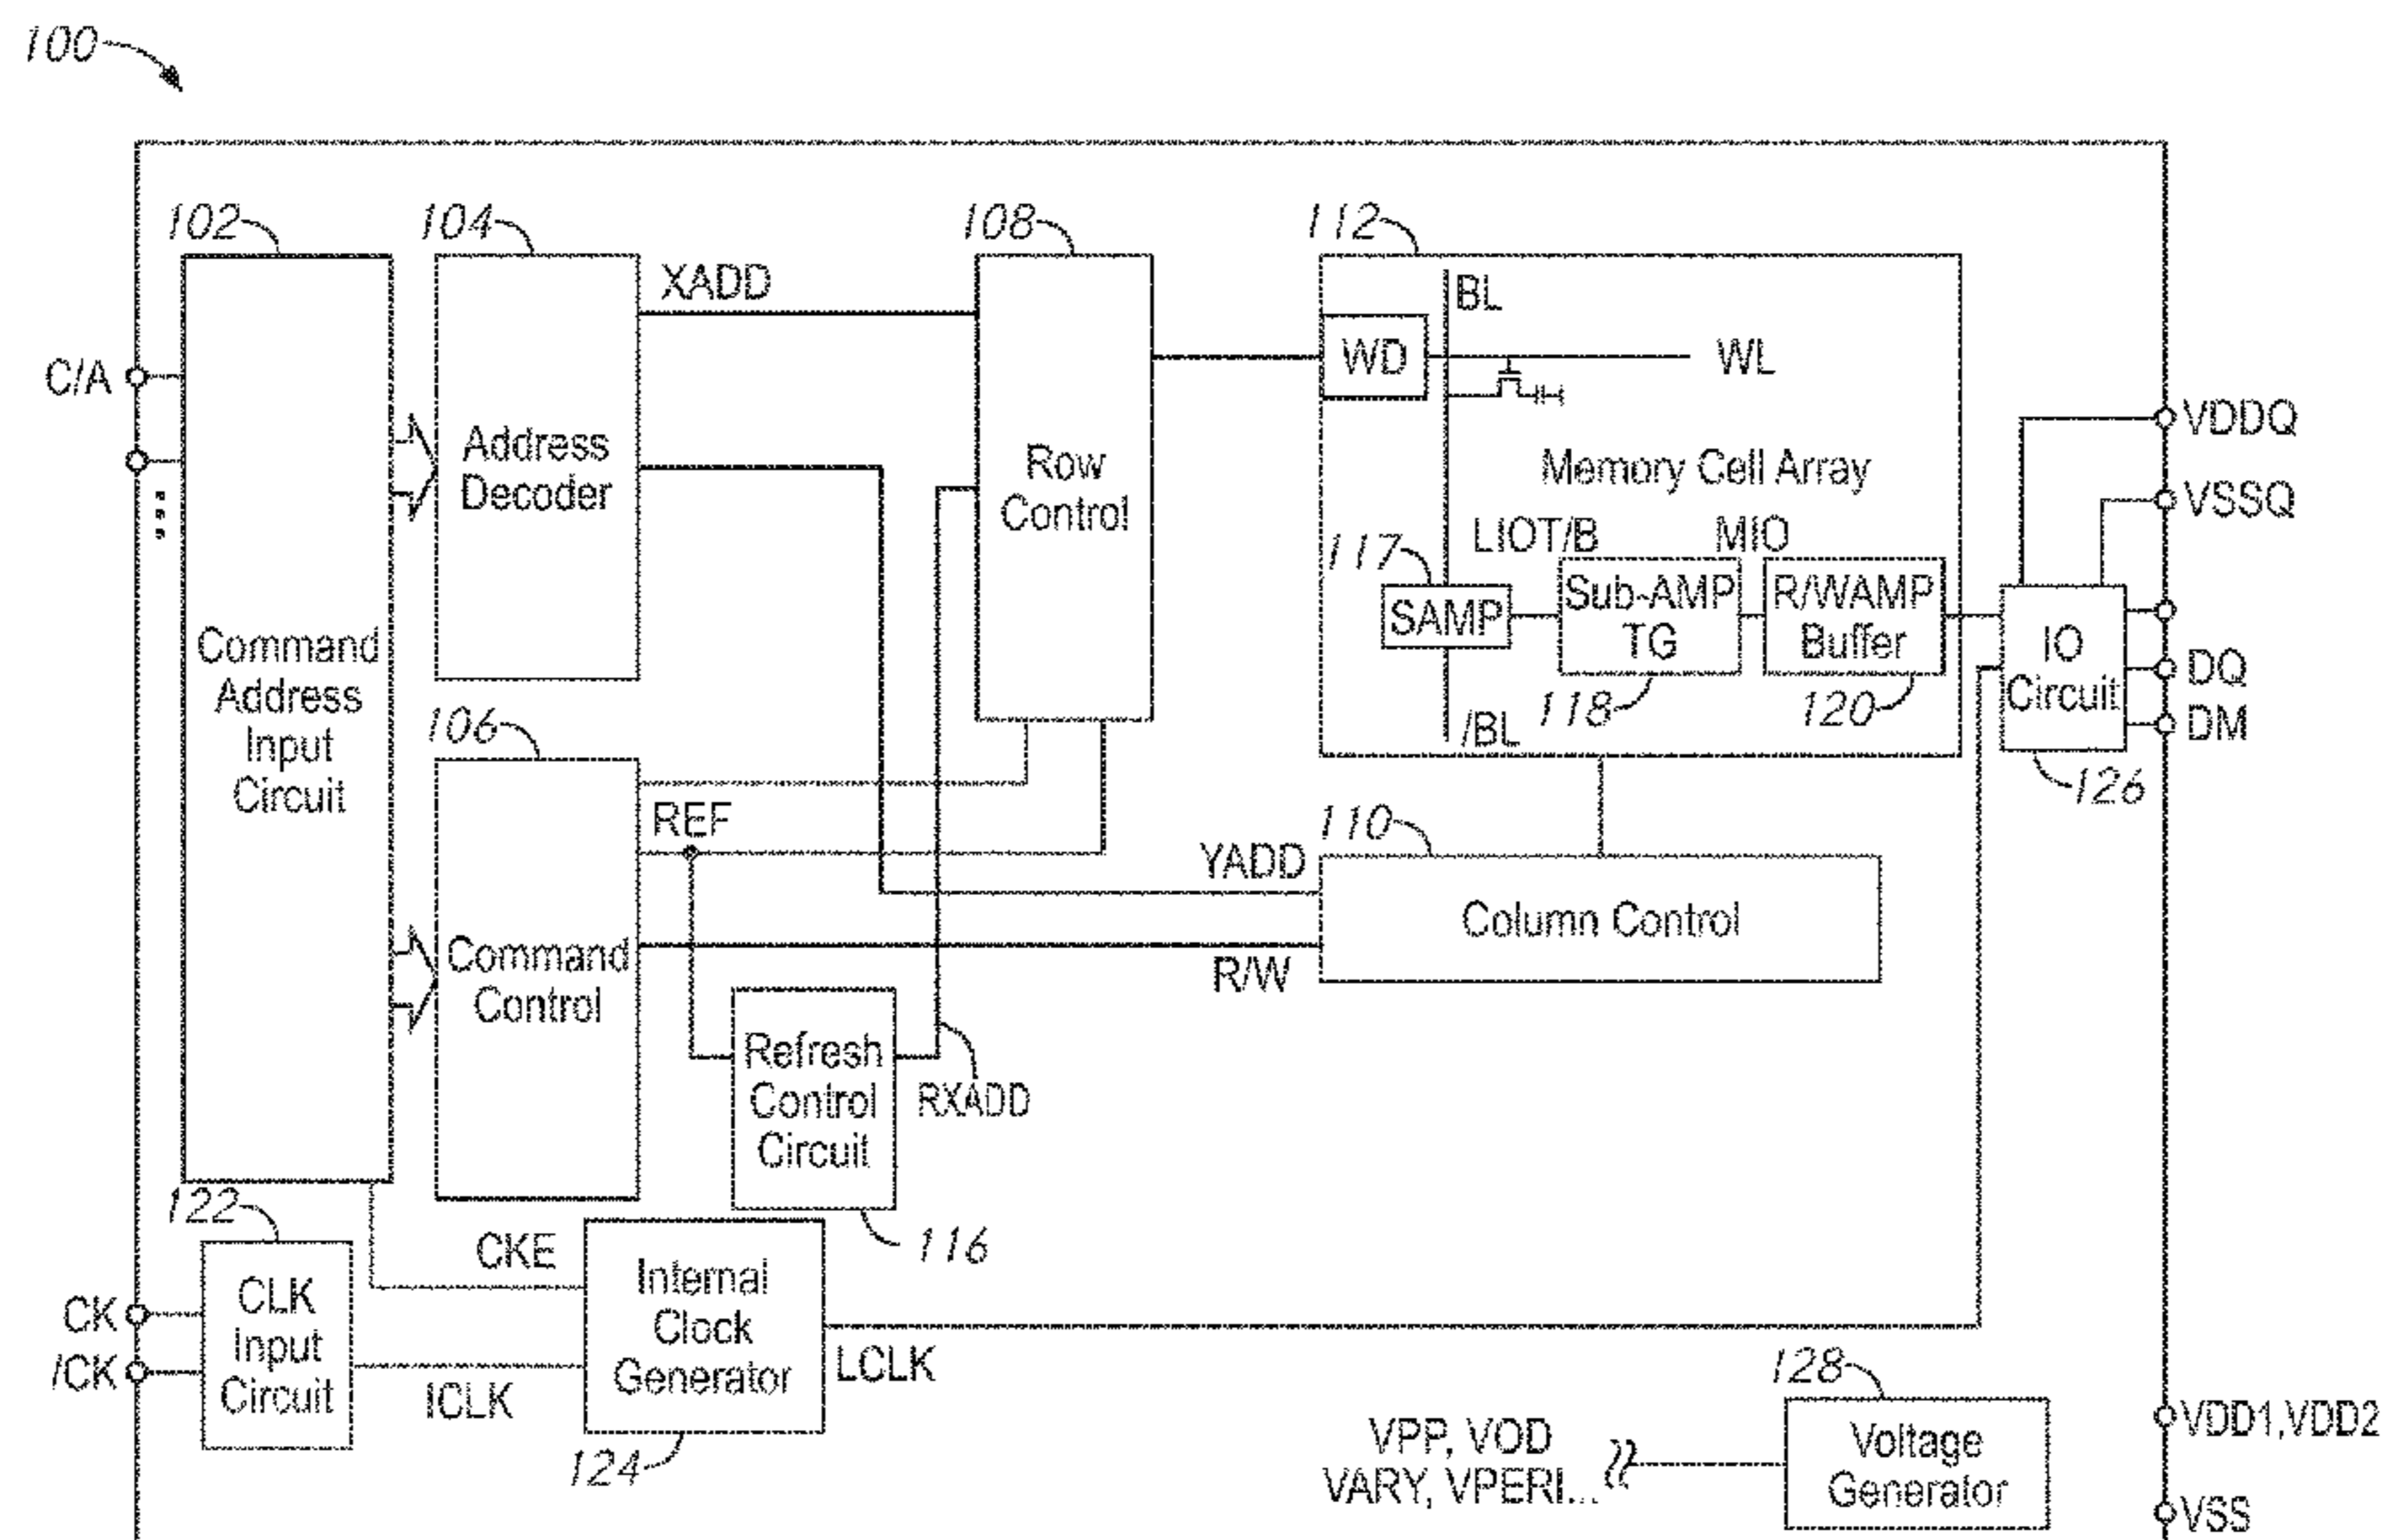 100
102
104
108
112
XADD
BL
WD
WL
C/A
Address
Decoder
Row
Control
Memory Cell Array
VDDQ
VSSQ
117
LIOT/B
MIO
SAMP
Sub-AMP
TG
R/WAMP
Buffer
IO
Circuit
DQ
DM
118
120
/BL
126
Command
Address
Input
Circuit
106
REF
110
YADD
Column Control
R/W
Command
Control
Refresh
Control
Circuit
RXADD
116
122
CKE
CLK
Input
Circuit
CK
/CK
ICLK
Internal
Clock
Generator
LCLK
124
128
VPP, VOD
VARY, VPERI...
Voltage
Generator
VDD1,VDD2
VSS